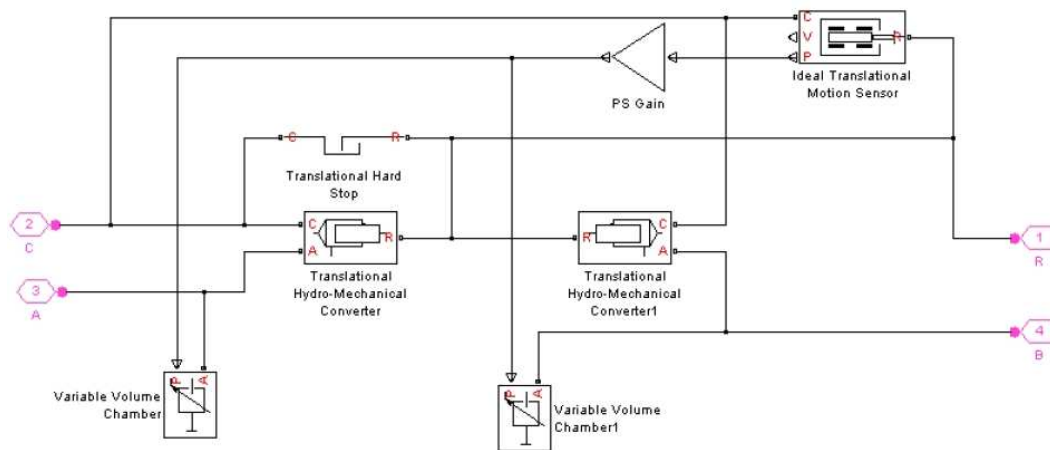 C
V
P
R
Ideal Translational
Motion Sensor
PS Gain
C
R
Translational Hard
Stop
2
C
C
A
R
Translational
Hydro-Mechanical
Converter
R
C
A
Translational
Hydro-Mechanical
Converter1
1
R
3
A
4
B
P
A
Variable Volume
Chamber
P
A
Variable Volume
Chamber1